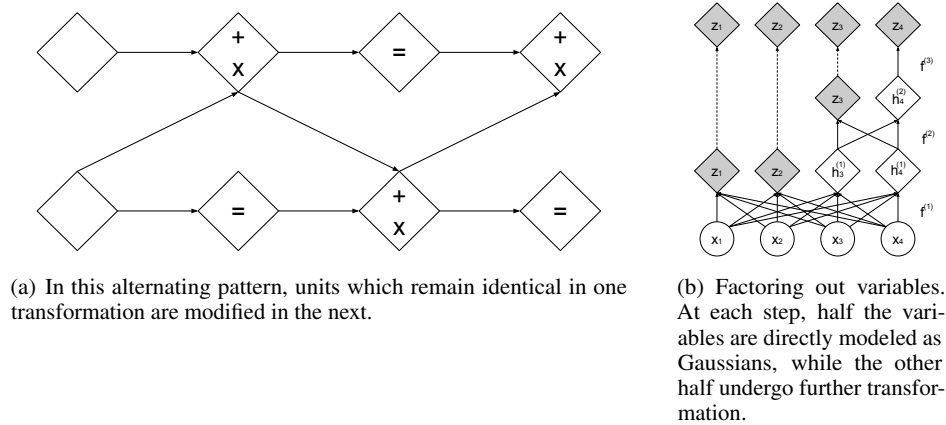 +
x
=
+
x
=
+
x
=
z₁ z₂ z₃ z₄
f⁽³⁾
z₃ h₄⁽²⁾
f⁽²⁾
z₁ z₂ h₃⁽¹⁾ h₄⁽¹⁾
f⁽¹⁾
x₁ x₂ x₃ x₄
(a) In this alternating pattern, units which remain identical in one
transformation are modified in the next.
(b) Factoring out variables.
At each step, half the vari-
ables are directly modeled as
Gaussians, while the other
half undergo further transfor-
mation.